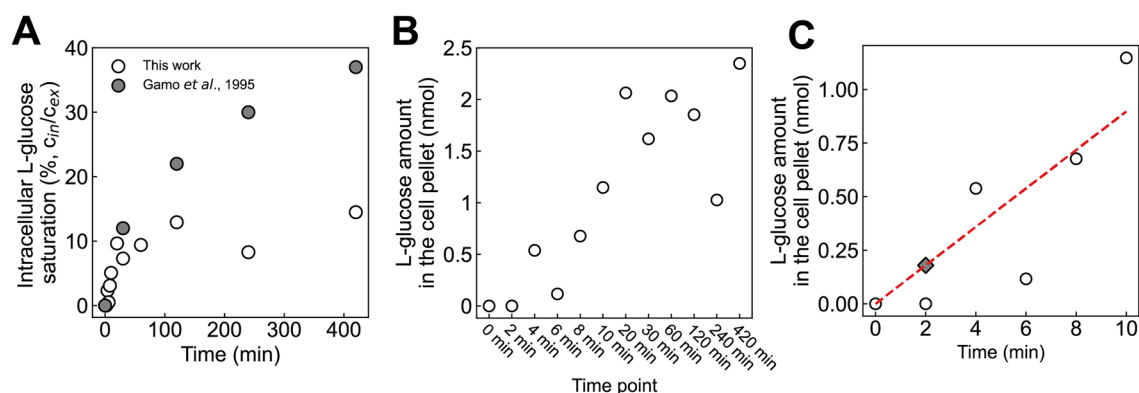 A
Intracellular L-glucose
saturation (%, c_in/c_ex)
40
30
20
10
0
This work
Gamo et al., 1995
0
100
200
300
400
Time (min)
B
L-glucose amount
in the cell pellet (nmol)
2.5
2
1.5
1
0.5
0
0 min
2 min
4 min
6 min
8 min
10 min
20 min
30 min
60 min
120 min
240 min
420 min
Time point
C
L-glucose amount
in the cell pellet (nmol)
1.00
0.75
0.50
0.25
0.00
0
2
4
6
8
10
Time (min)